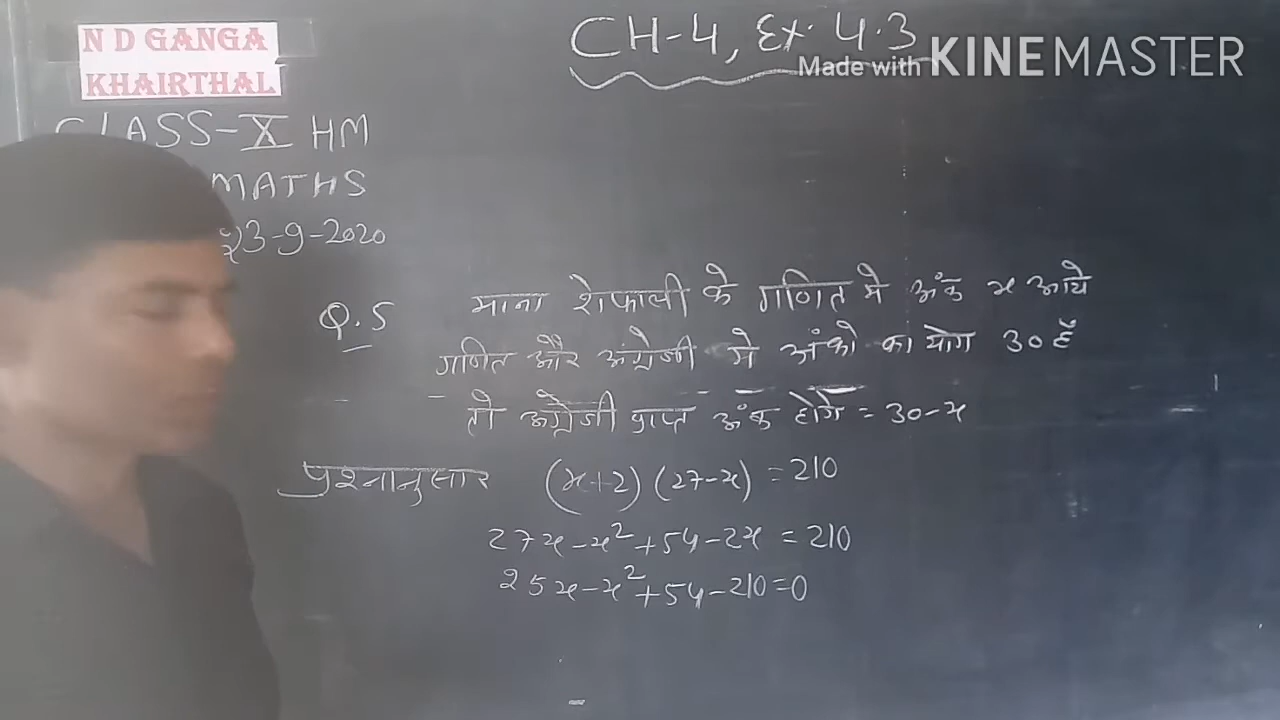 N D GANGA
KHAIRTHAL
CH-4, Ex. 4.3
Made with KINEMASTER
CLASS-X HM
MATHS
23-9-2020
Q.5 माना शेफाली के गणित मे अंक x आये
गणित और अंग्रेजी मे अंको का योग 30 है
तो अंग्रेजी प्राप्त अंक होगे = 30-x
प्रश्नानुसार (x+2) (27-x) = 210
27x-x²+54-2x = 210
25x-x²+54-210=0